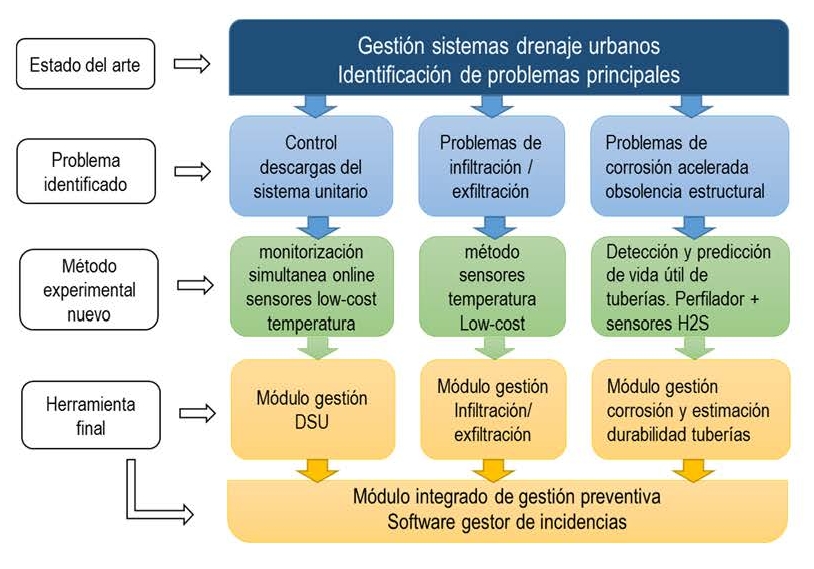 Estado del arte
Gestión sistemas drenaje urbanos
Identificación de problemas principales
Problema
identificado
Control
descargas del
sistema unitario
Problemas de
infiltración /
exfiltración
Problemas de
corrosión acelerada
obsolencia estructural
Método
experimental
nuevo
monitorización
simultanea online
sensores low-cost
temperatura
método
sensores
temperatura
Low-cost
Detección y predicción
de vida útil de
tuberías. Perfilador +
sensores H2S
Herramienta
final
Módulo gestión
DSU
Módulo gestión
Infiltración/
exfiltración
Módulo gestión
corrosión y estimación
durabilidad tuberías
Módulo integrado de gestión preventiva
Software gestor de incidencias